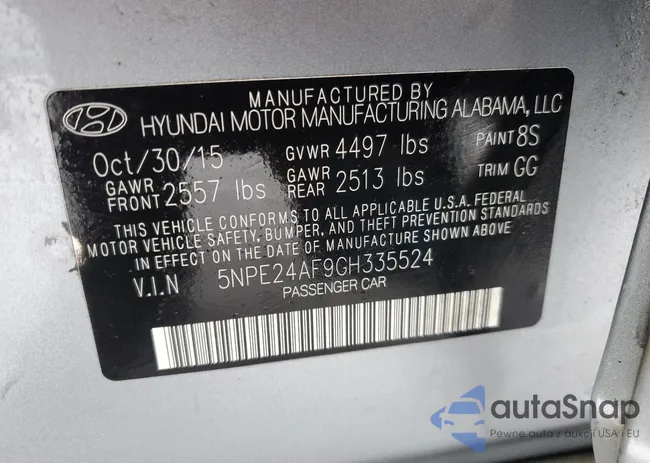 MANUFACTURED BY
HYUNDAI MOTOR MANUFACTURING ALABAMA, LLC
Oct/30/15 GVWR 4497 lbs PAINT 8S
GAWR FRONT 2557 lbs GAWR REAR 2513 lbs TRIM GG
THIS VEHICLE CONFORMS TO ALL APPLICABLE U.S.A. FEDERAL
MOTOR VEHICLE SAFETY, BUMPER, AND THEFT PREVENTION STANDARDS
IN EFFECT ON THE DATE OF MANUFACTURE SHOWN ABOVE
V.I.N 5NPE24AF9GH335524
PASSENGER CAR
autaSnap
Pewne auta z aukcji USA i EU